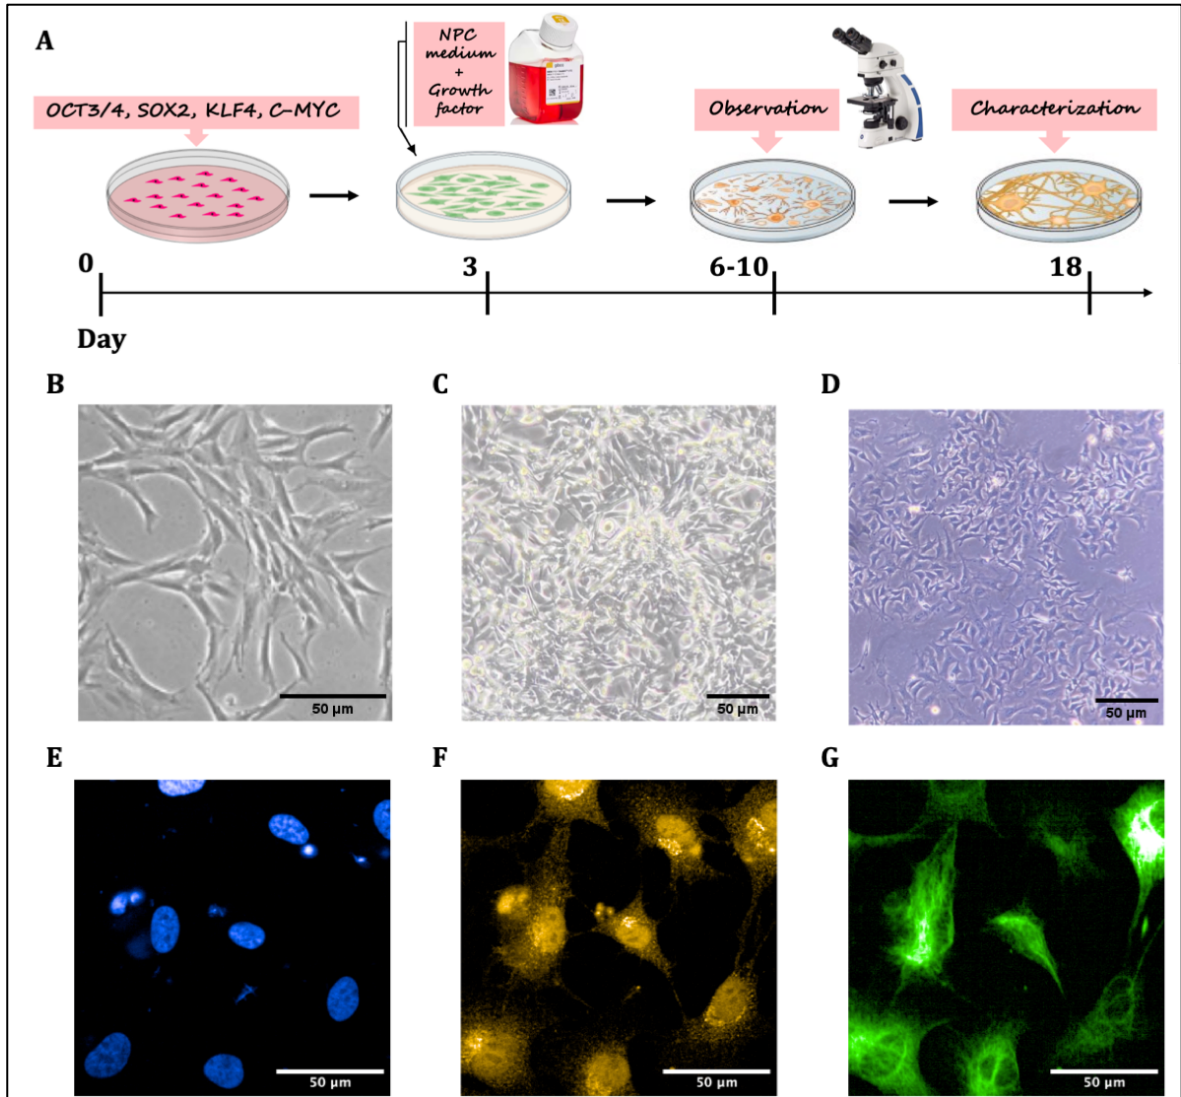 A
OCT3/4, SOX2, KLF4, C-MYC
NPC
medium
+
Growth
factor
Observation
Characterization
0
3
6-10
18
Day
B
C
D
50 µm
50 µm
50 µm
E
F
G
50 µm
50 µm
50 µm